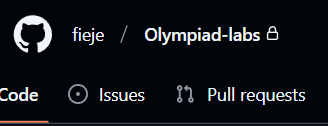 fieje / Olympiad-labs
Code Issues Pull requests